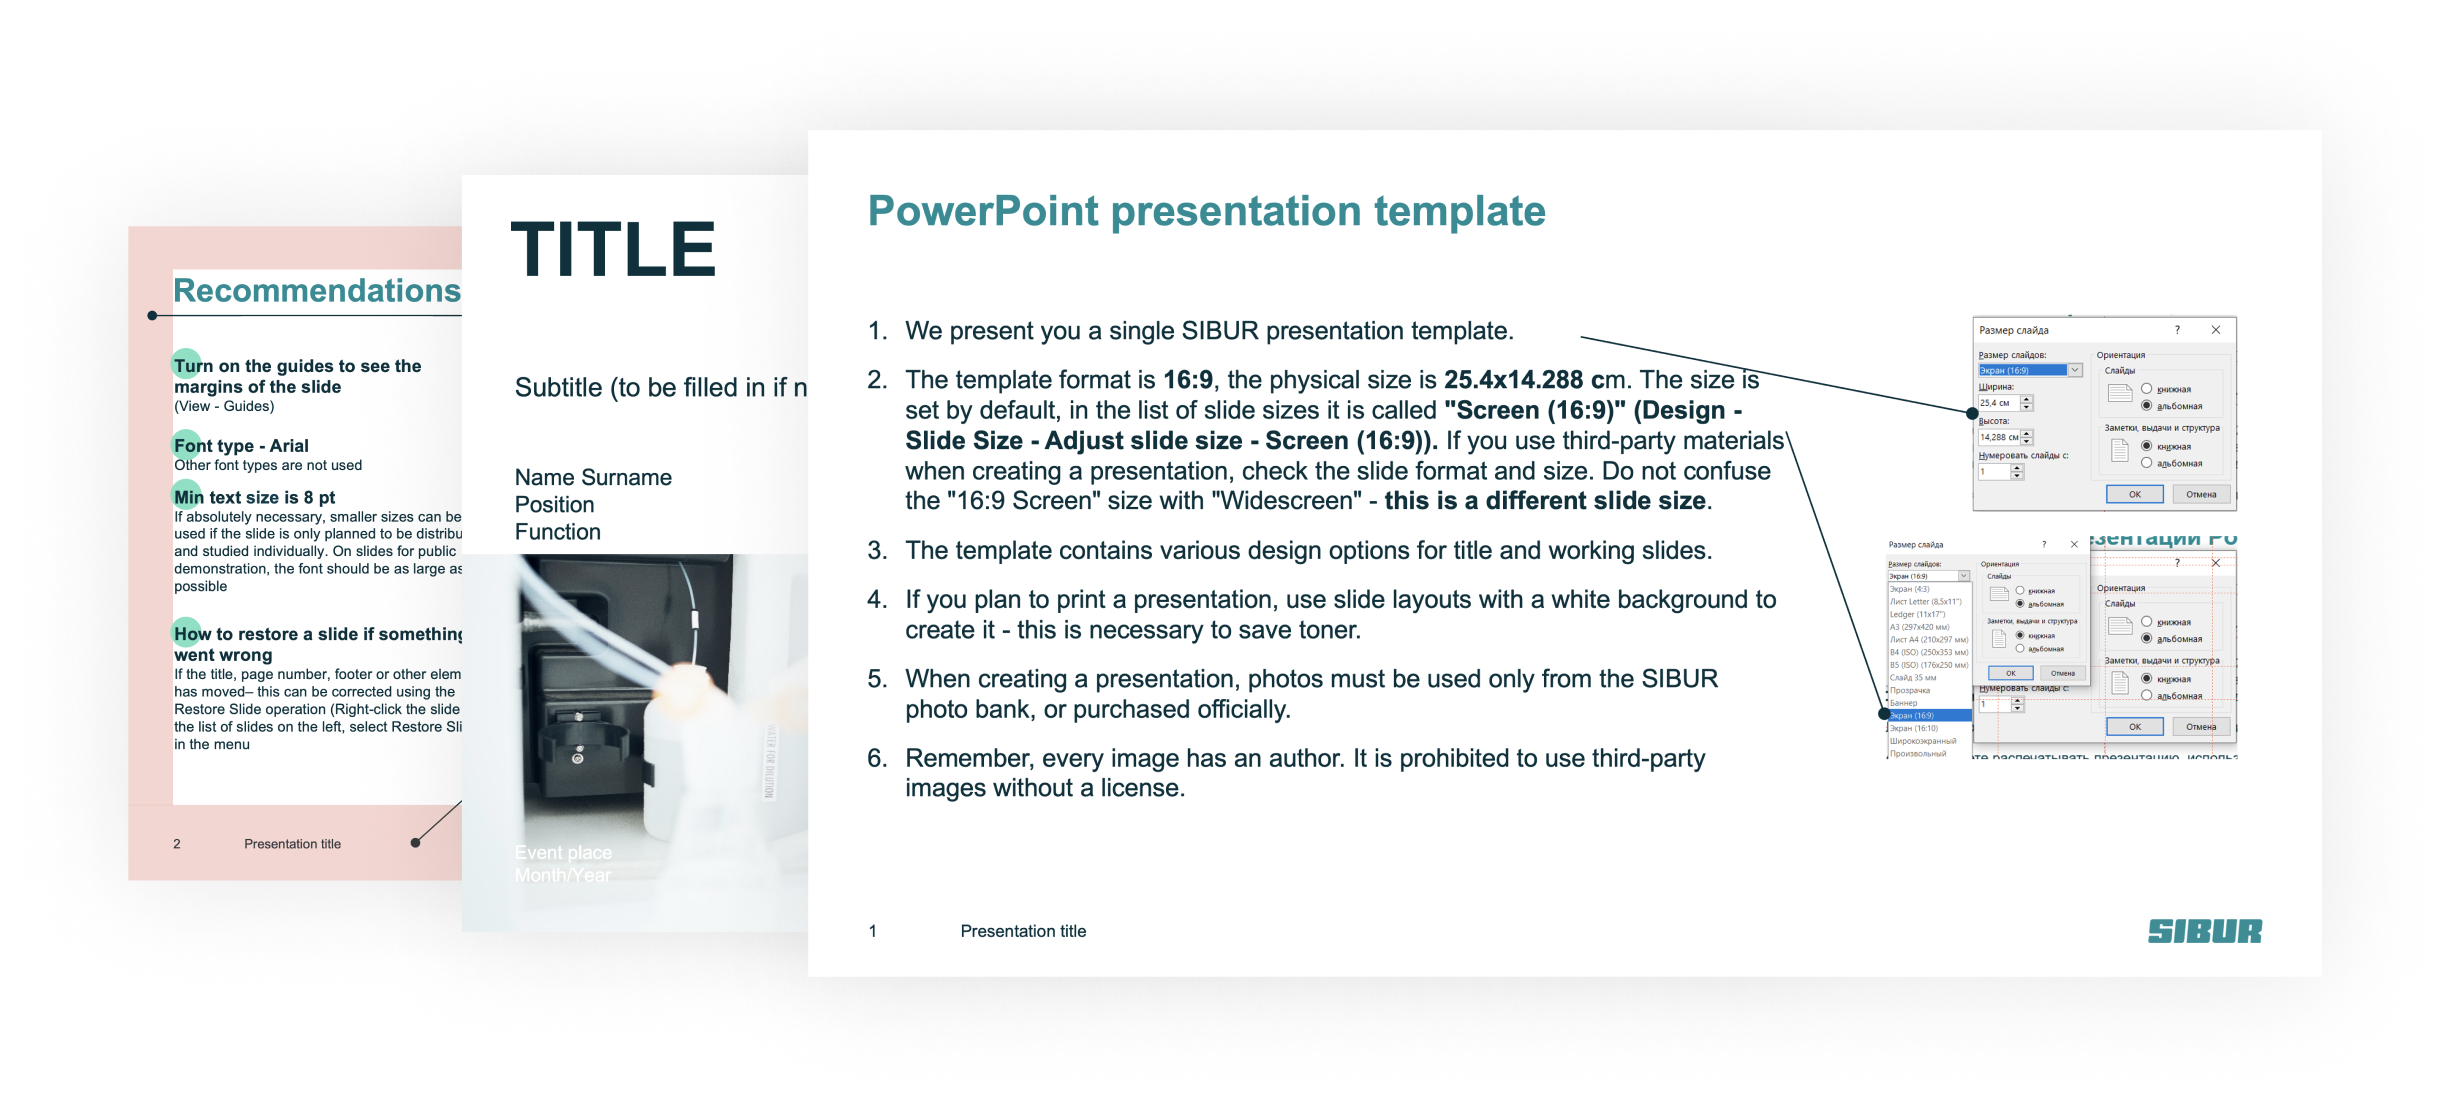 Recommendations
Turn on the guides to see the
margins of the slide
(View - Guides)
Font type - Arial
Other font types are not used
Min text size is 8 pt
If absolutely necessary, smaller sizes can be
used if the slide is only planned to be distribu
and studied individually. On slides for public
demonstration, the font should be as large as
possible
How to restore a slide if something
went wrong
If the title, page number, footer or other elem
has moved– this can be corrected using the
Restore Slide operation (Right-click the slide
the list of slides on the left, select Restore Sli
in the menu
2 Presentation title
TITLE
Subtitle (to be filled in if n
Name Surname
Position
Function
WATER FOR DILUTION
Event place
Month/Year
PowerPoint presentation template
1. We present you a single SIBUR presentation template.
2. The template format is 16:9, the physical size is 25.4x14.288 cm. The size is
set by default, in the list of slide sizes it is called "Screen (16:9)" (Design -
Slide Size - Adjust slide size - Screen (16:9)). If you use third-party materials
when creating a presentation, check the slide format and size. Do not confuse
the "16:9 Screen" size with "Widescreen" - this is a different slide size.
3. The template contains various design options for title and working slides.
4. If you plan to print a presentation, use slide layouts with a white background to
create it - this is necessary to save toner.
5. When creating a presentation, photos must be used only from the SIBUR
photo bank, or purchased officially.
6. Remember, every image has an author. It is prohibited to use third-party
images without a license.
Размер слайда ?
Размер слайдов:
Экран (16:9)
Ширина:
25,4 см
Высота:
14,288 см
Нумеровать слайды с:
1
Ориентация
Слайды
книжная
альбомная
Заметки, выдачи и структура
книжная
альбомная
ОК Отмена
Размер слайда ?
Размер слайдов:
Экран (16:9)
Экран (4:3)
Лист Letter (8,5x11")
Ledger (11x17")
A3 (297x420 мм)
Лист A4 (210x297 мм)
B4 (ISO) (250x353 мм)
B5 (ISO) (176x250 мм)
Слайд 35 мм
Прозрачка
Баннер
Экран (16:9)
Экран (16:10)
Широкоэкранный
Произвольный
Ориентация
Слайды
книжная
альбомная
Заметки, выдачи и структура
книжная
альбомная
ОК Отмена
зентации Po
?
Ориентация
Слайды
книжная
альбомная
Заметки, выдачи и структура
книжная
альбомная
Нумеровать слайды с:
1
ОК Отмена
те распечатывать презентацию, использ
1 Presentation title
SIBUR